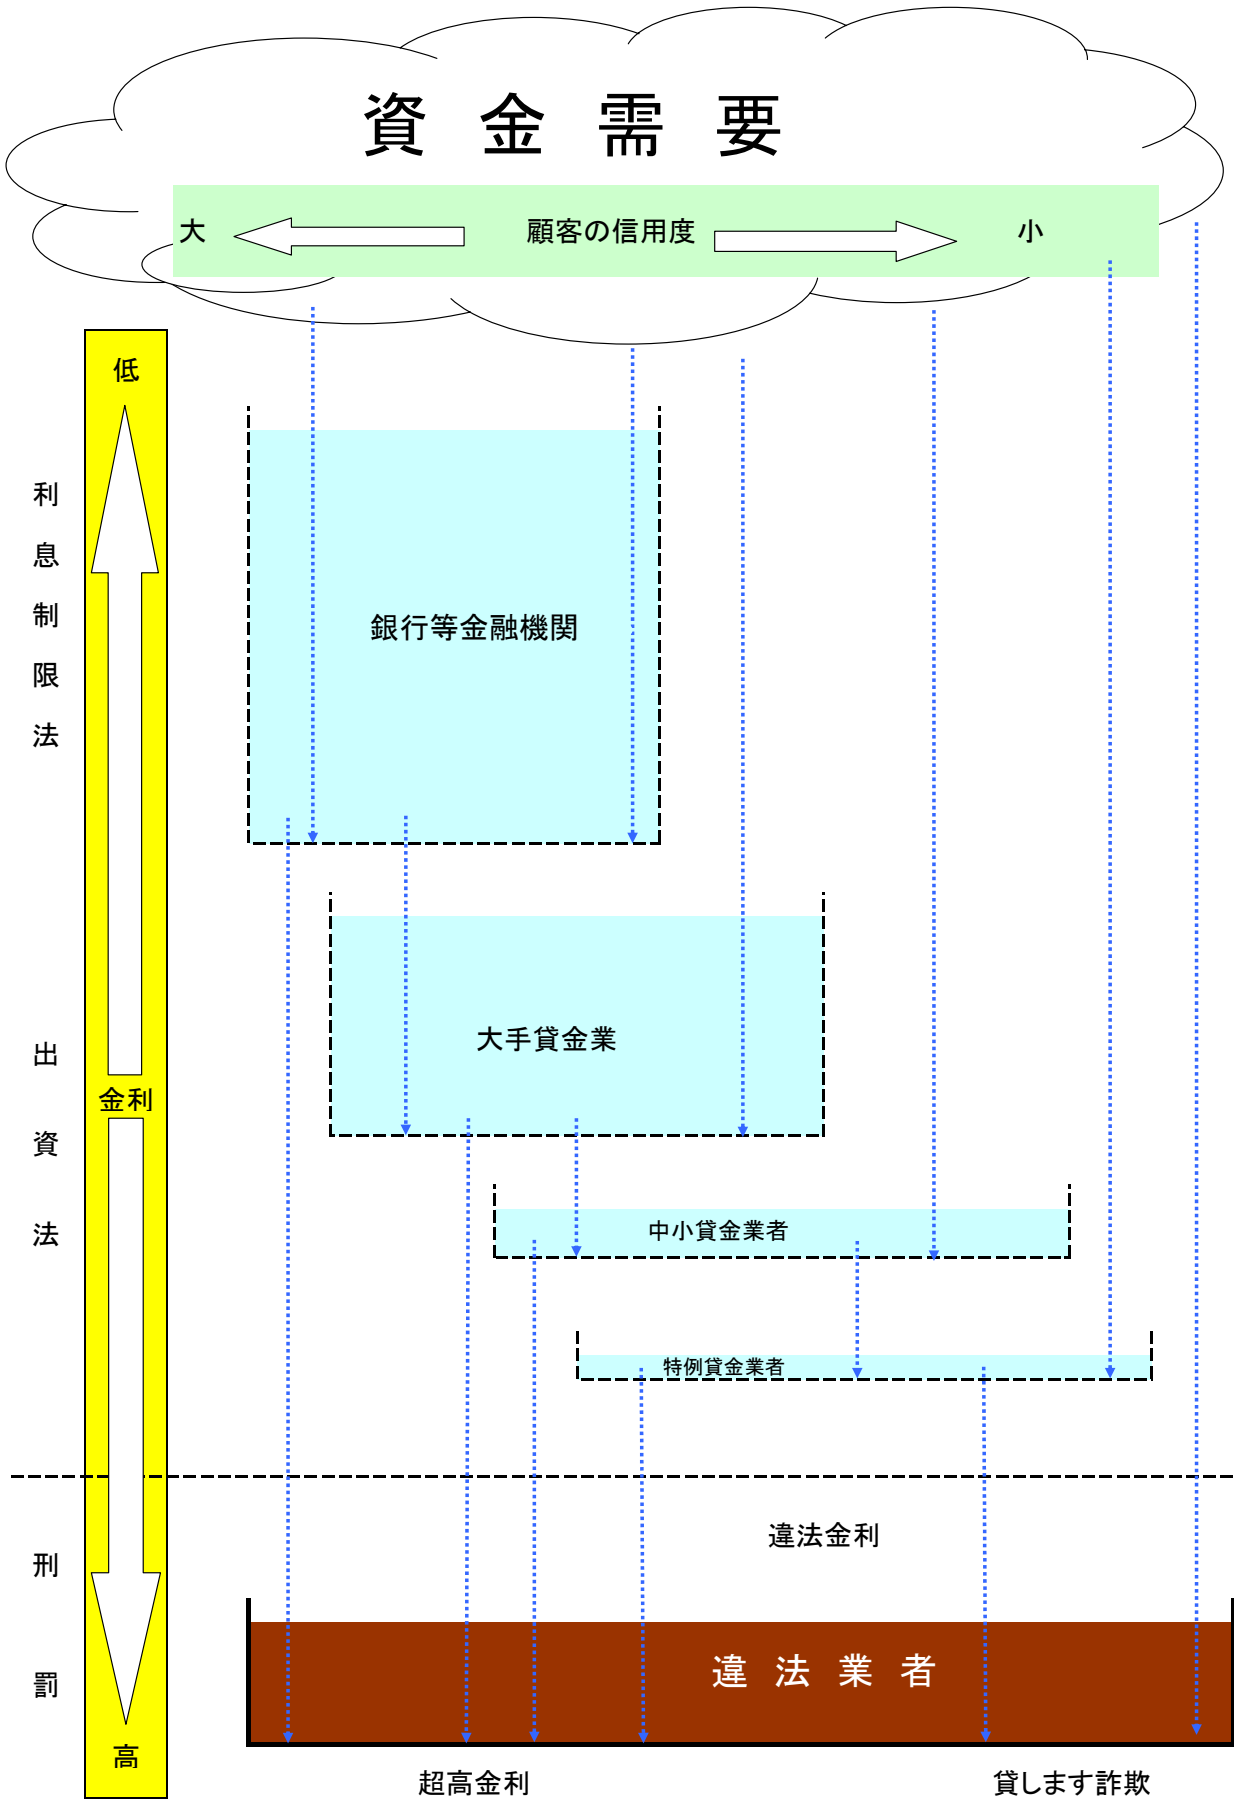 資金需要
大 顧客の信用度 小
低
利息制限法
銀行等金融機関
大手貸金業
出資法
金利
中小貸金業者
特例貸金業者
違法金利
刑罰
違法業者
高
超高金利 貸します詐欺